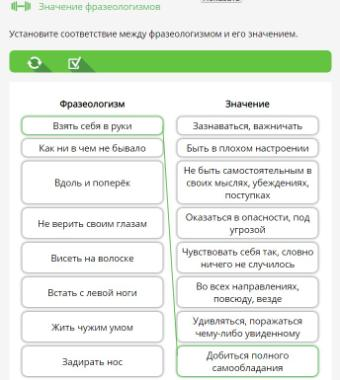 Значение фразеологизмов
Установите соответствие между фразеологизмом и его значением.
Фразеологизм
Значение
Взять себя в руки
Зазнаваться, важничать
Как ни в чем не бывало
Быть в плохом настроении
Вдоль и поперёк
Не быть самостоятельным в
своих мыслях, убеждениях,
поступках
Не верить своим глазам
Оказаться в опасности, под
угрозой
Висеть на волоске
Чувствовать себя так, словно
ничего не случилось
Встать с левой ноги
Во всех направлениях,
повсюду, везде
Жить чужим умом
Удивляться, поражаться
чему-либо увиденному
Задирать нос
Добиться полного
самообладания